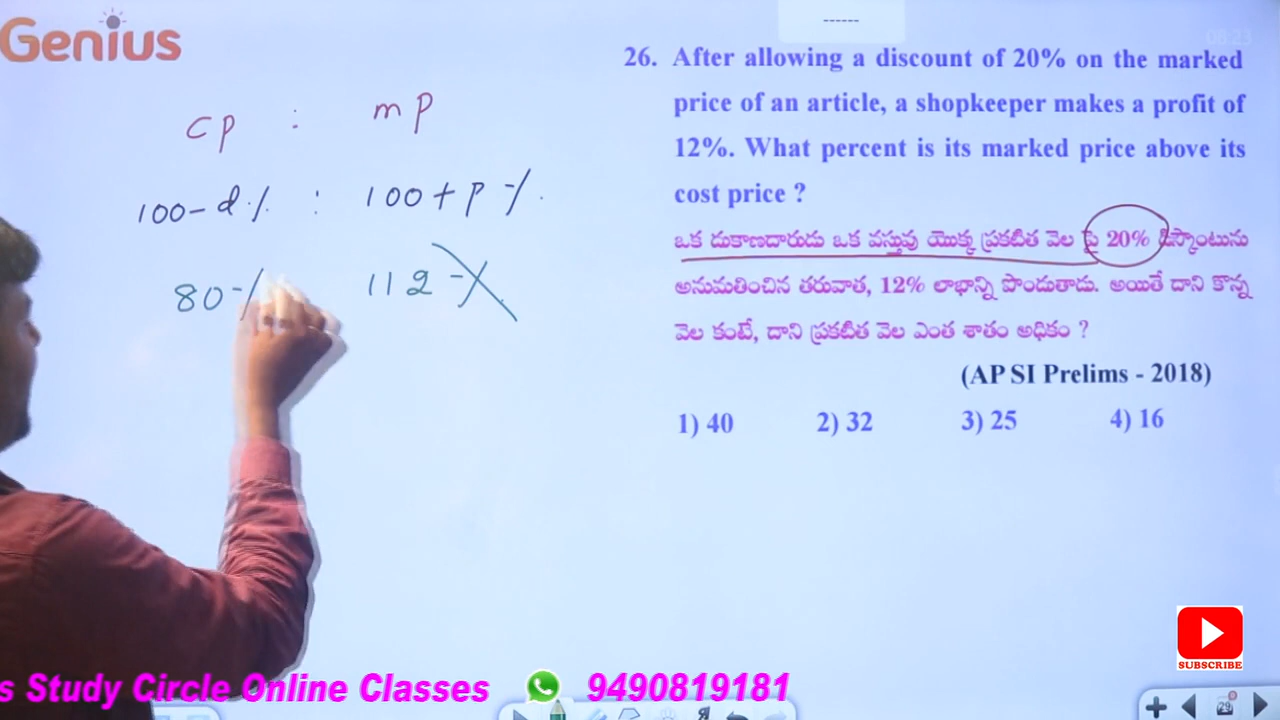 Genius
------
08:23
26. After allowing a discount of 20% on the marked
price of an article, a shopkeeper makes a profit of
12%. What percent is its marked price above its
cost price ?
ఒక దుకాణదారుడు ఒక వస్తువు యొక్క ప్రకటిత వెల పై 20% డిస్కౌంటును
అనుమతించిన తరువాత, 12% లాభాన్ని పొందుతాడు. అయితే దాని కొన్న
వెల కంటే, దాని ప్రకటిత వెల ఎంత శాతం అధికం ?
(AP SI Prelims - 2018)
1) 40 2) 32 3) 25 4) 16
CP : MP
100-d% : 100+P%.
80% 112%
SUBSCRIBE
s Study Circle Online Classes 9490819181
29